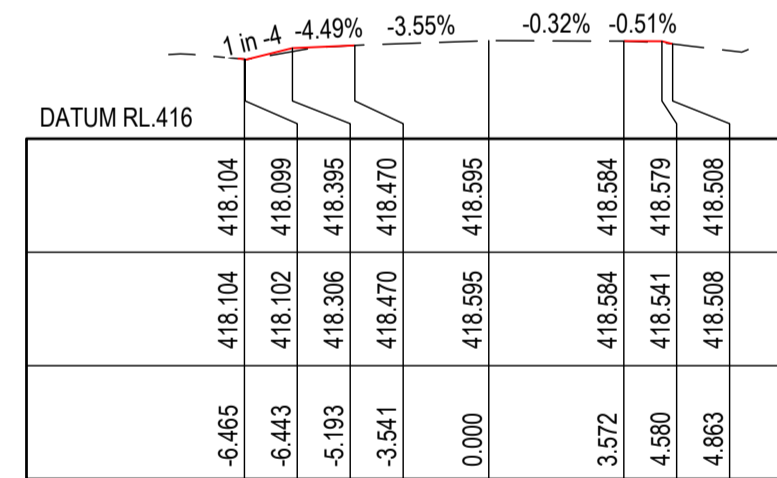 1 in -4 -4.49% -3.55% -0.32% -0.51%
DATUM RL.416
418.104 418.099 418.395 418.470 418.595 418.584 418.579 418.508
418.104 418.102 418.306 418.470 418.595 418.584 418.541 418.508
-6.465 -6.443 -5.193 -3.541 0.000 3.572 4.580 4.863